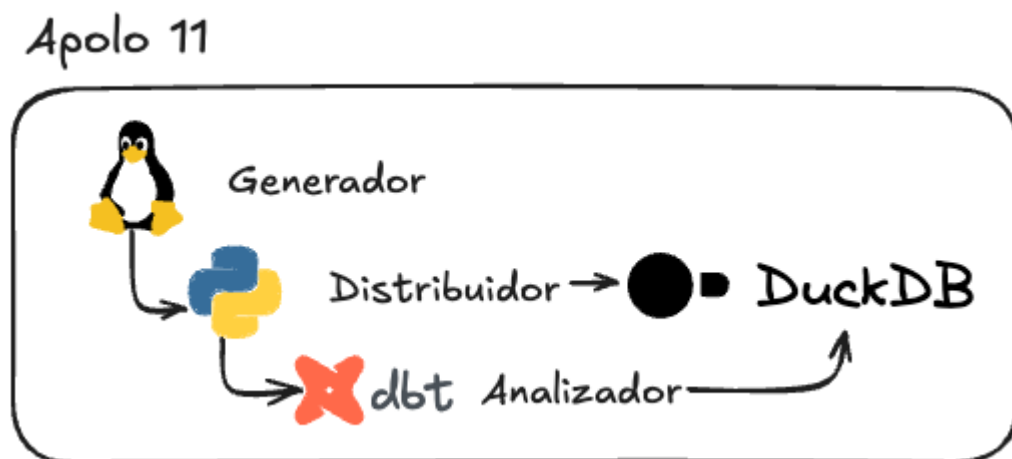 Apolo 11
Generador
Distribuidor
DuckDB
dbt
Analizador